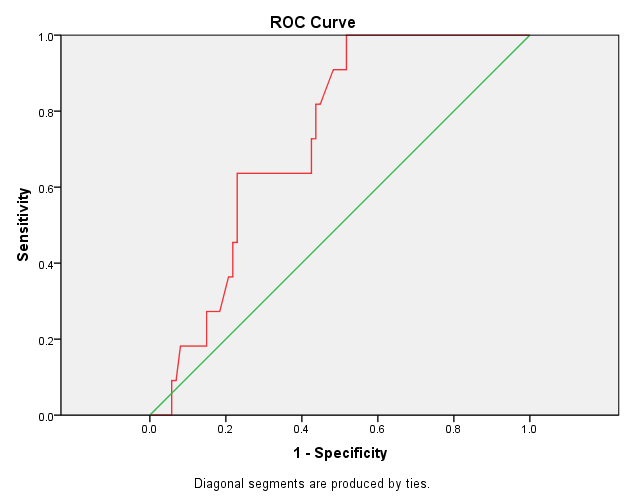 ROC Curve
1.0
0.8
0.6
0.4
0.2
0.0
Sensitivity
0.0 0.2 0.4 0.6 0.8 1.0
1 - Specificity
Diagonal segments are produced by ties.